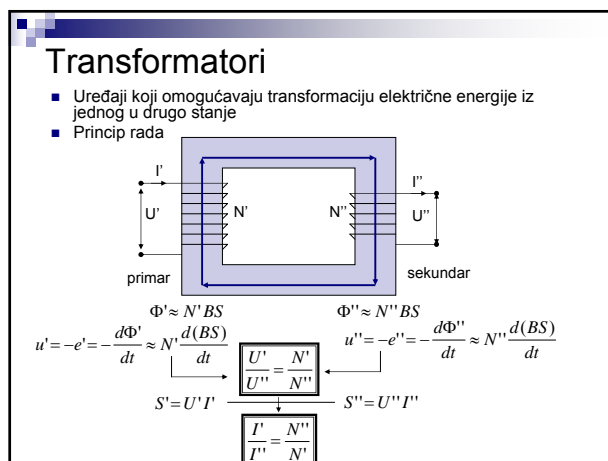 Transformatori
Uređaji koji omogućavaju transformaciju električne energije iz
jednog u drugo stanje
Princip rada
I'
I''
U'
N'
N''
U''
primar
sekundar
Φ'≈ N'BS
Φ''≈ N''BS
u'=−e'=−dΦ'/dt ≈ N' d(BS)/dt
u''=−e''=−dΦ''/dt ≈ N'' d(BS)/dt
U'/U'' = N'/N''
S'=U'I'
S''=U''I''
I'/I'' = N''/N'